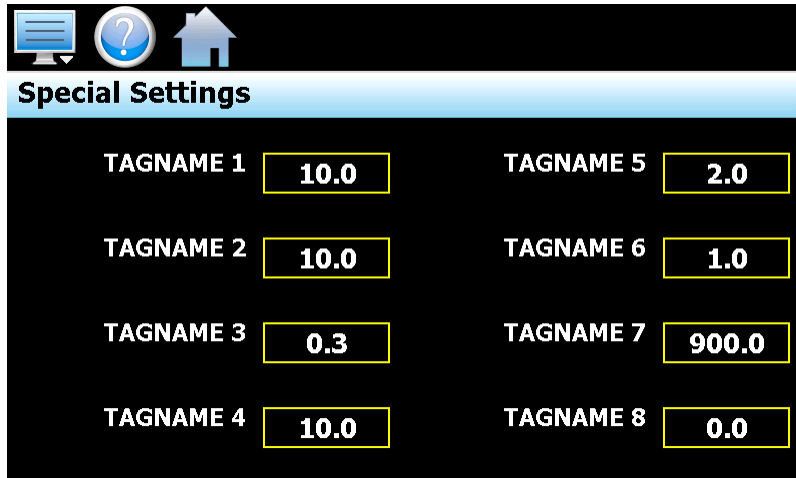 ?
Special Settings
TAGNAME 1 10.0 TAGNAME 5 2.0
TAGNAME 2 10.0 TAGNAME 6 1.0
TAGNAME 3 0.3 TAGNAME 7 900.0
TAGNAME 4 10.0 TAGNAME 8 0.0